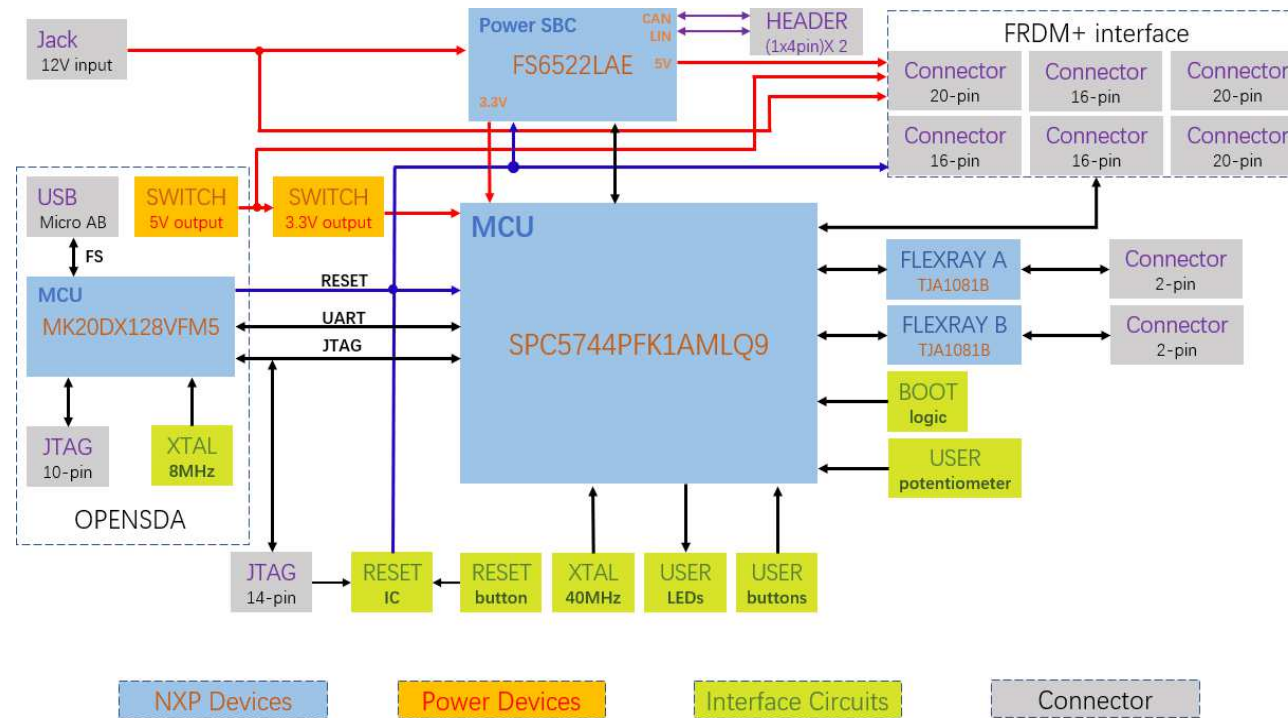 Jack
12V input
Power SBC
CAN
LIN
FS6522LAE
5V
3.3V
HEADER
(1x4pin)X 2
FRDM+ interface
Connector
20-pin
Connector
16-pin
Connector
20-pin
Connector
16-pin
Connector
16-pin
Connector
20-pin
USB
Micro AB
SWITCH
5V output
SWITCH
3.3V output
FS
MCU
MK20DX128VFM5
RESET
UART
JTAG
MCU
SPC5744PFK1AMLQ9
FLEXRAY A
TJA1081B
Connector
2-pin
FLEXRAY B
TJA1081B
Connector
2-pin
BOOT
logic
USER
potentiometer
JTAG
10-pin
XTAL
8MHz
OPENSDA
JTAG
14-pin
RESET
IC
RESET
button
XTAL
40MHz
USER
LEDs
USER
buttons
NXP Devices
Power Devices
Interface Circuits
Connector